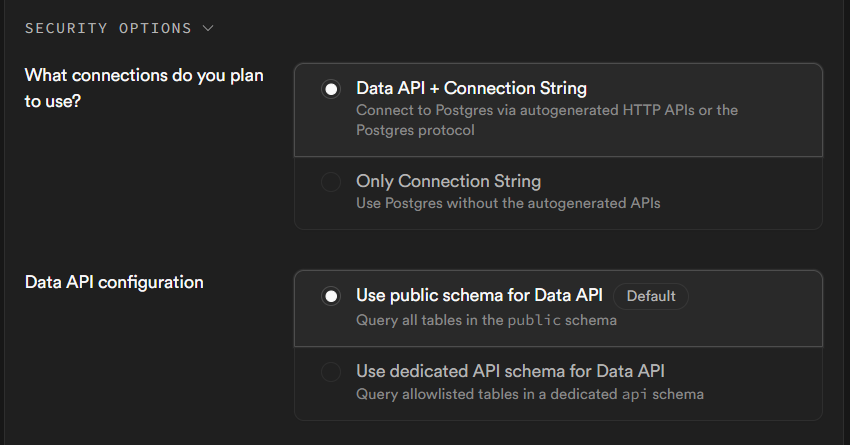 SECURITY OPTIONS
What connections do you plan
to use?
Data API + Connection String
Connect to Postgres via autogenerated HTTP APIs or the
Postgres protocol
Only Connection String
Use Postgres without the autogenerated APIs
Data API configuration
Use public schema for Data API Default
Query all tables in the public schema
Use dedicated API schema for Data API
Query allowlisted tables in a dedicated api schema